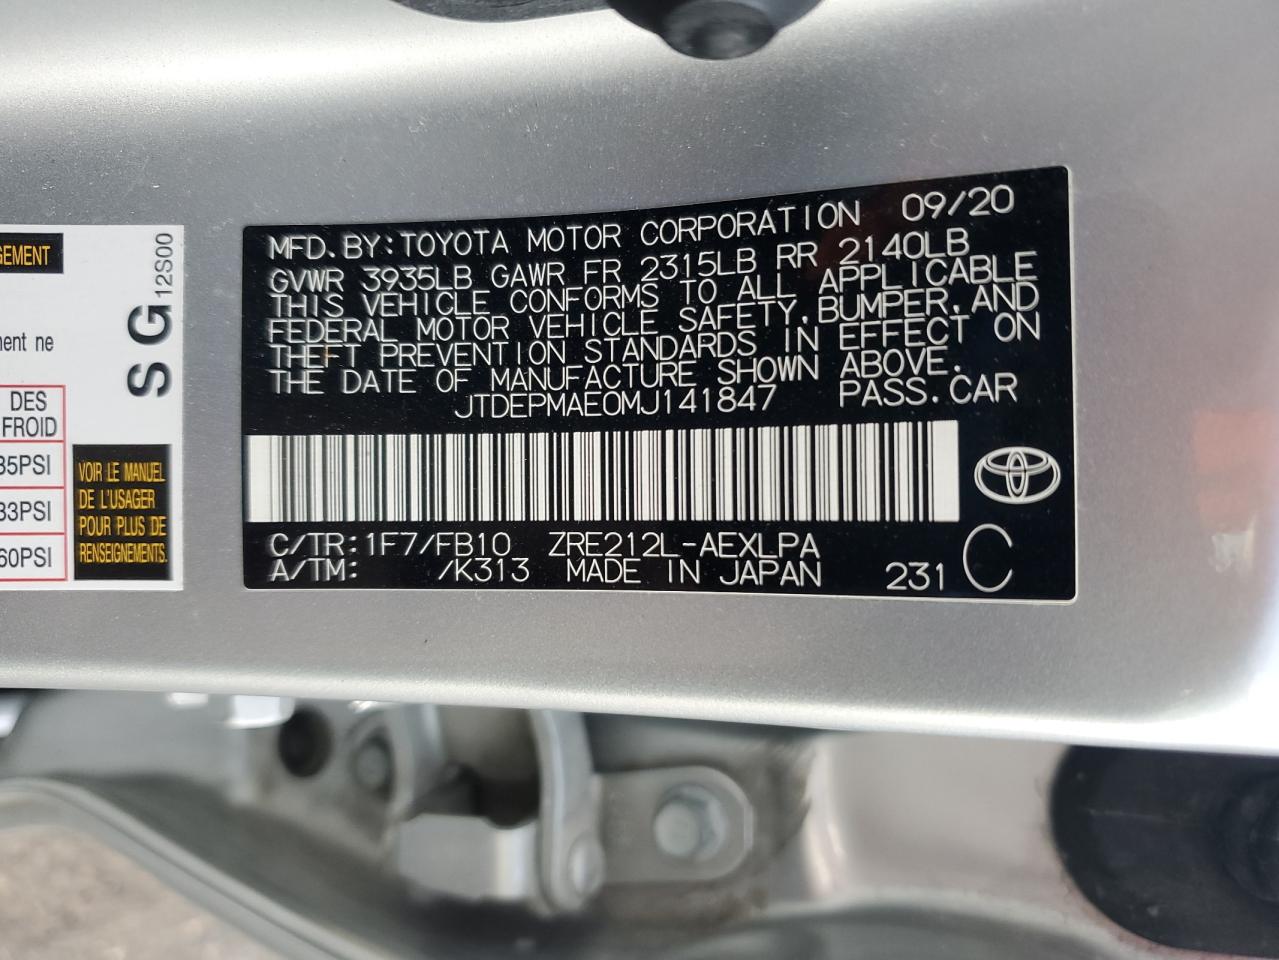 GEMENT
ment ne
DES
FROID
35PSI
33PSI
60PSI
S G
12S00
VOIR LE MANUEL
DE L'USAGER
POUR PLUS DE
RENSEIGNEMENTS.
MFD.BY:TOYOTA MOTOR CORPORATION 09/20
GVWR 3935LB GAWR FR 2315LB RR 2140LB
THIS VEHICLE CONFORMS TO ALL APPLICABLE
FEDERAL MOTOR VEHICLE SAFETY,BUMPER,AND
THEFT PREVENTION STANDARDS IN EFFECT ON
THE DATE OF MANUFACTURE SHOWN ABOVE.
JTDEPMAE0MJ141847 PASS.CAR
C/TR:1F7/FB10 ZRE212L-AEXLPA
A/TM: /K313 MADE IN JAPAN 231 C